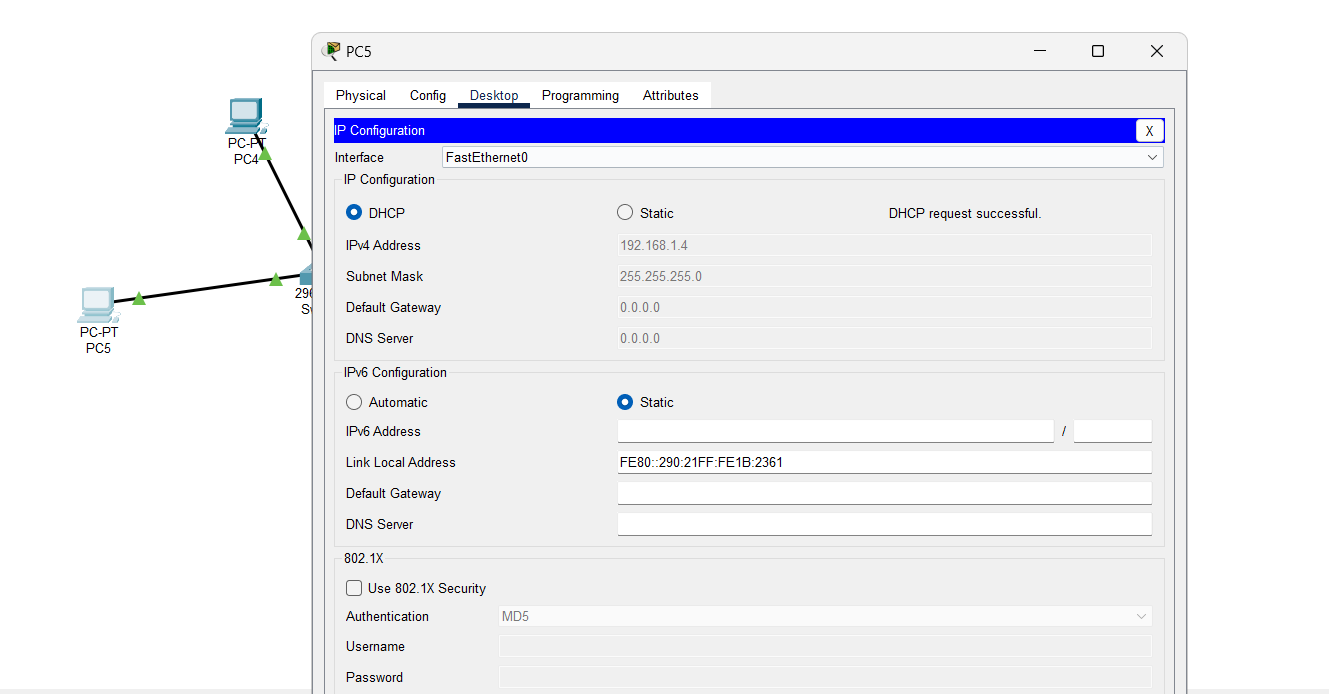 PC5
Physical Config Desktop Programming Attributes
IP Configuration X
Interface FastEthernet0
IP Configuration
DHCP Static DHCP request successful.
IPv4 Address 192.168.1.4
Subnet Mask 255.255.255.0
Default Gateway 0.0.0.0
DNS Server 0.0.0.0
IPv6 Configuration
Automatic Static
IPv6 Address /
Link Local Address FE80::290:21FF:FE1B:2361
Default Gateway
DNS Server
802.1X
Use 802.1X Security
Authentication MD5
Username
Password
PC-PT
PC4
PC-PT
PC5